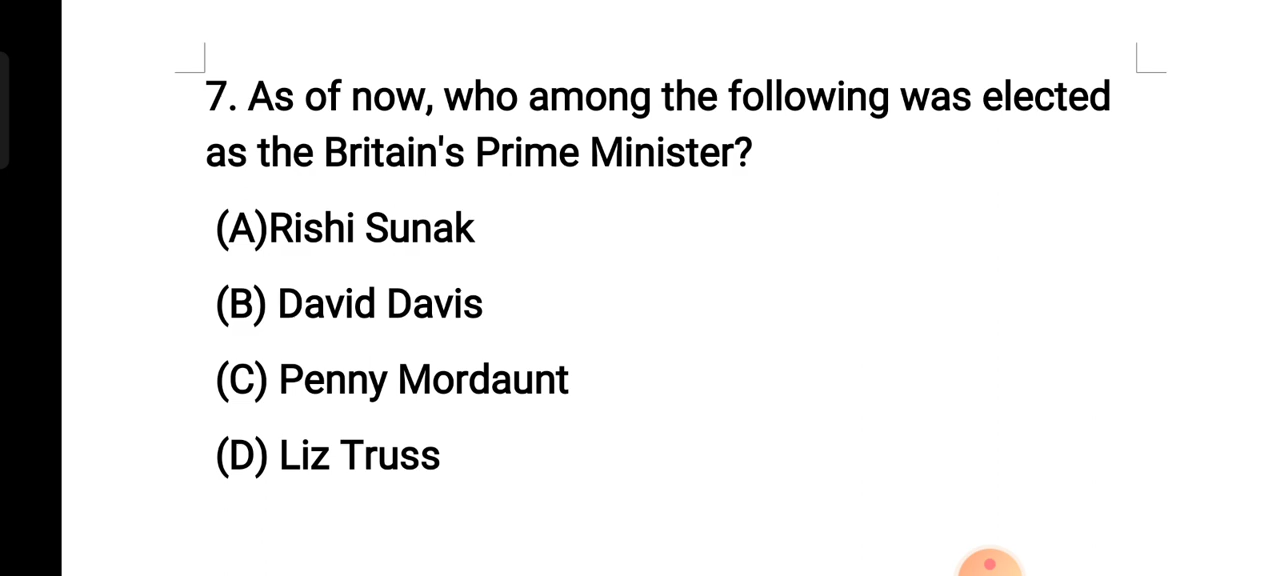 7. As of now, who among the following was elected
as the Britain's Prime Minister?
(A)Rishi Sunak
(B) David Davis
(C) Penny Mordaunt
(D) Liz Truss